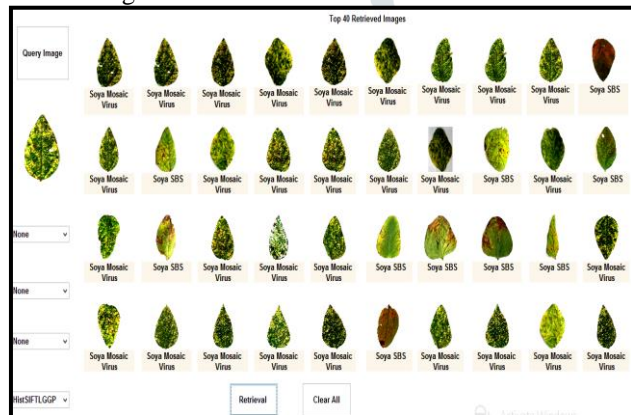 Top 40 Retrieved Images
Query Image
Soya Mosaic Soya Mosaic Soya Mosaic Soya Mosaic Soya Mosaic Soya Mosaic Soya Mosaic Soya Mosaic Soya Mosaic Soya SBS
Virus Virus Virus Virus Virus Virus Virus Virus Virus
Soya Mosaic Soya SBS Soya Mosaic Soya Mosaic Soya Mosaic Soya Mosaic Soya Mosaic Soya SBS Soya Mosaic Soya SBS
Virus Virus Virus Virus Virus Virus Virus
None
Soya Mosaic Soya SBS Soya Mosaic Soya Mosaic Soya Mosaic Soya SBS Soya SBS Soya SBS Soya SBS Soya Mosaic
Virus Virus Virus Virus Virus
None
None
Soya Mosaic Soya Mosaic Soya Mosaic Soya Mosaic Soya Mosaic Soya SBS Soya Mosaic Soya Mosaic Soya Mosaic Soya Mosaic
Virus Virus Virus Virus Virus Virus Virus Virus Virus
HistSIFTLGGP
Retrieval
Clear All